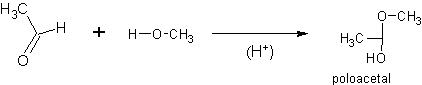 H3C
H
O
+
H-O-CH3
(H+)
O-CH3
H3C
HO
poloacetal